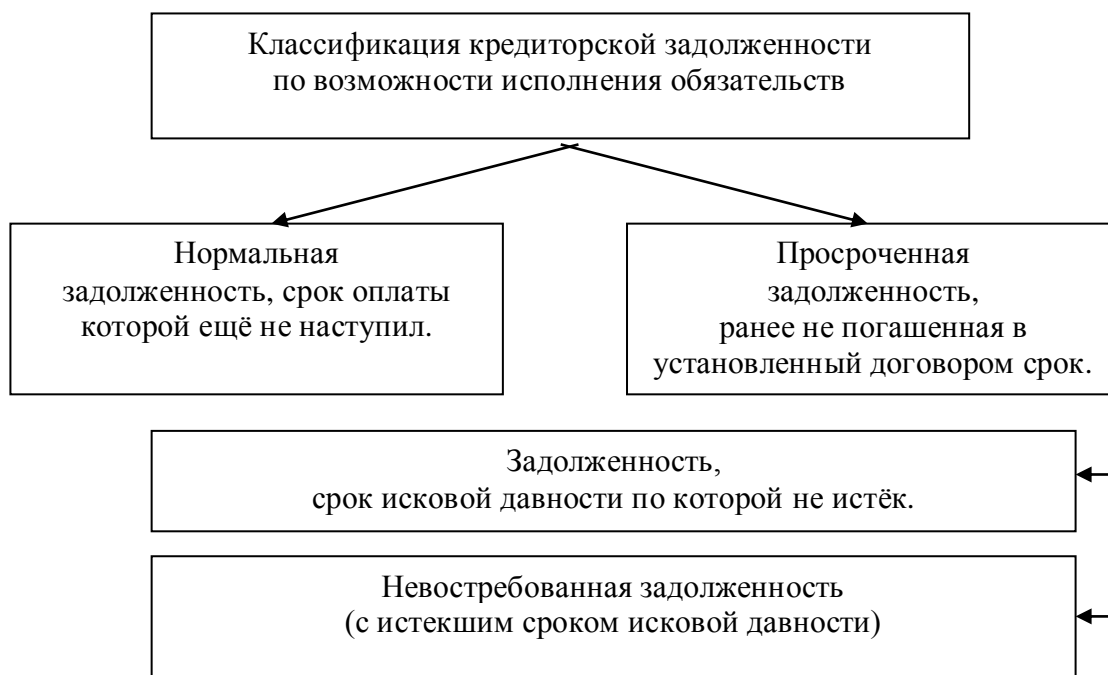 Классификация кредиторской задолженности
по возможности исполнения обязательств
Нормальная
задолженность, срок оплаты
которой ещё не наступил.
Просроченная
задолженность,
ранее не погашенная в
установленный договором срок.
Задолженность,
срок исковой давности по которой не истёк.
Невостребованная задолженность
(с истекшим сроком исковой давности)